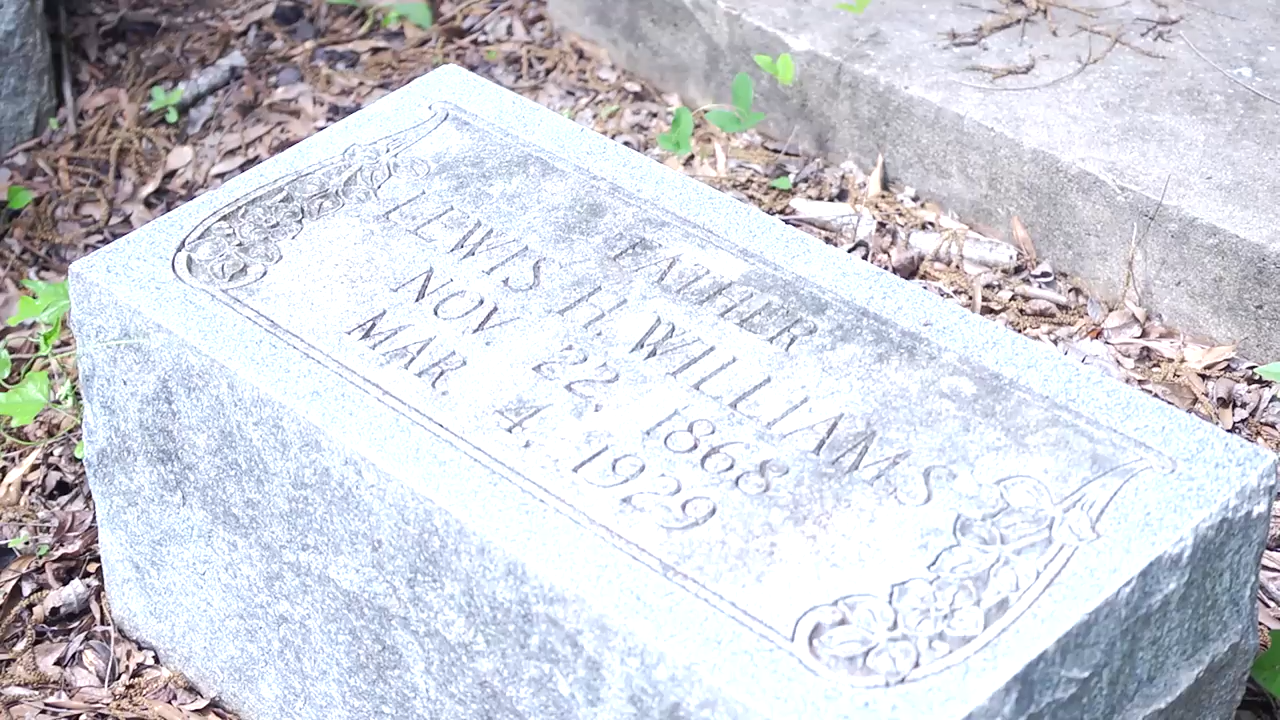 FATHER
LEWIS H. WILLIAMS
NOV. 22, 1868
MAR. 4, 1929